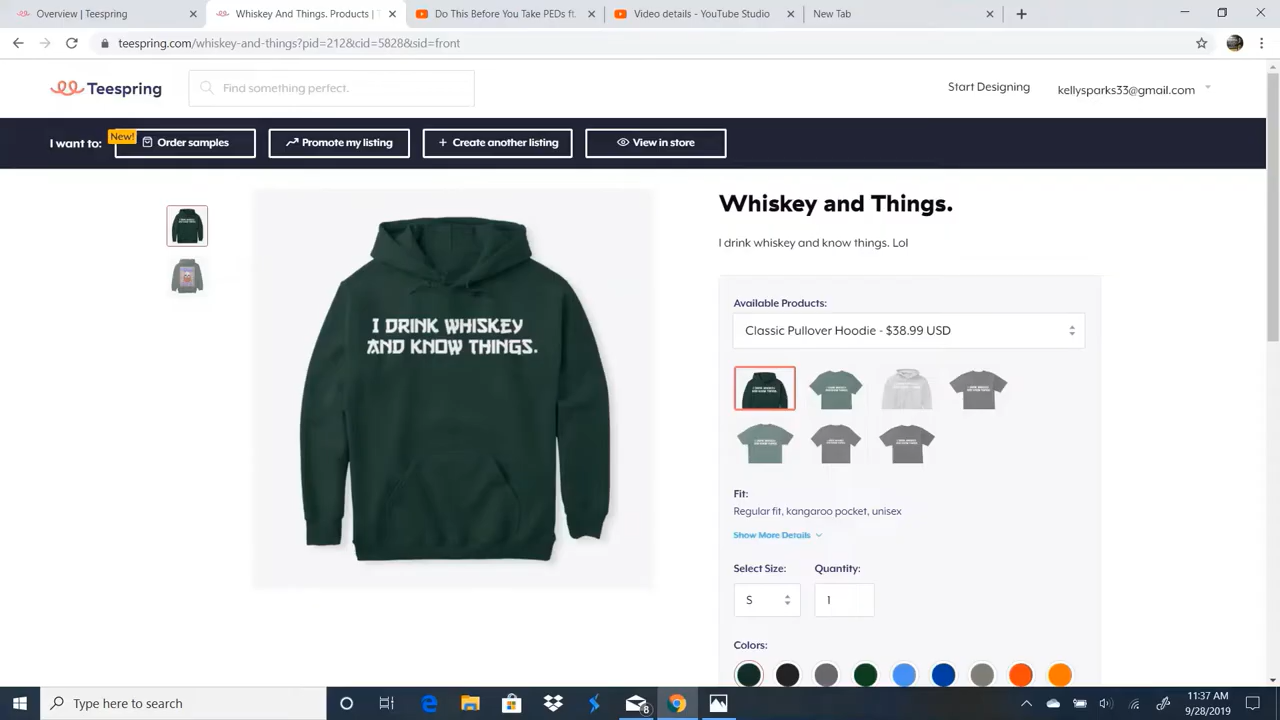 Overview | Teespring
Whiskey And Things. Products | T
Do This Before You Take PEDs ft.
Video details - YouTube Studio
New Tab
teespring.com/whiskey-and-things?pid=212&cid=5828&sid=front
Teespring
Find something perfect.
Start Designing
kellysparks33@gmail.com
I want to:
New!
Order samples
Promote my listing
+ Create another listing
View in store
I DRINK WHISKEY
AND KNOW THINGS.
Whiskey and Things.
I drink whiskey and know things. Lol
Available Products:
Classic Pullover Hoodie - $38.99 USD
Fit:
Regular fit, kangaroo pocket, unisex
Show More Details
Select Size:
Quantity:
S
1
Colors:
Type here to search
8
11:37 AM
9/28/2019